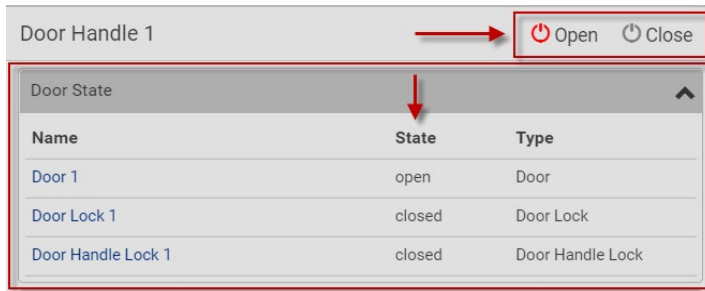 Door Handle 1 Open Close
Door State
Name State Type
Door 1 open Door
Door Lock 1 closed Door Lock
Door Handle Lock 1 closed Door Handle Lock